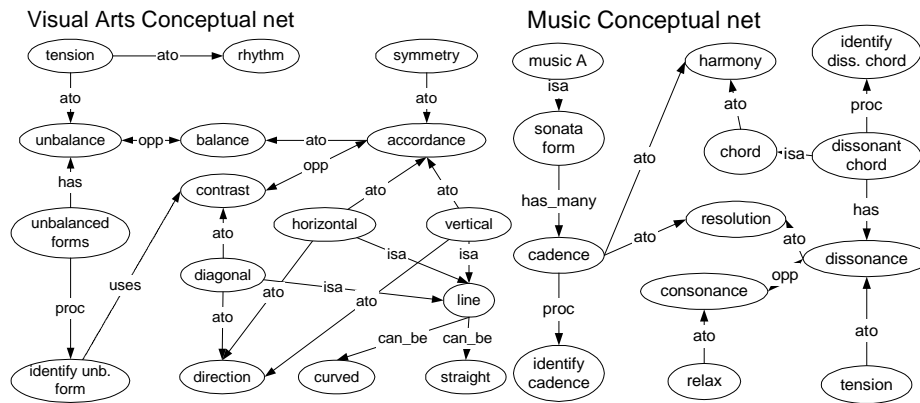 Visual Arts Conceptual net
tension
ato
rhythm
symmetry
ato
ato
unbalance
opp
balance
ato
accordance
has
opp
contrast
ato
ato
unbalanced
forms
horizontal
vertical
ato
isa
uses
diagonal
isa
line
proc
ato
ato
ato
can_be
can_be
identify unb.
form
direction
curved
straight
Music Conceptual net
music A
isa
harmony
identify
diss. chord
ato
proc
sonata
form
ato
chord
isa
dissonant
chord
has_many
resolution
has
cadence
ato
ato
dissonance
opp
consonance
proc
ato
ato
identify
cadence
relax
tension